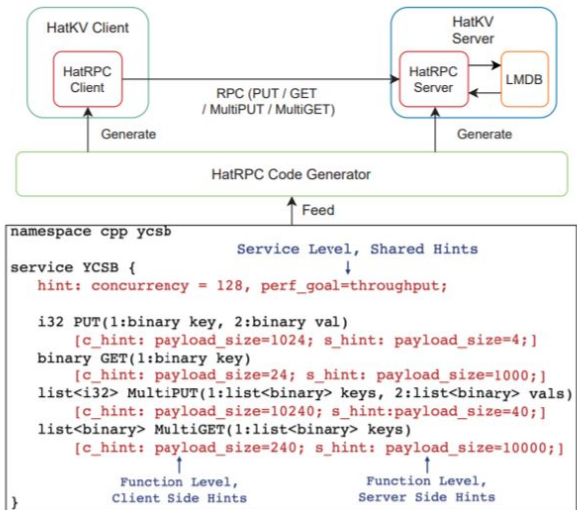 HatKV Client
HatKV
Server
HatRPC
Client
HatRPC
Server
LMDB
RPC (PUT / GET
/ MultiPUT / MultiGET)
Generate
Generate
HatRPC Code Generator
Feed
namespace cpp ycsb
Service Level, Shared Hints
service YCSB {
hint: concurrency = 128, perf_goal=throughput;
i32 PUT(1:binary key, 2:binary val)
[c_hint: payload_size=1024; s_hint: payload_size=4;]
binary GET(1:binary key)
[c_hint: payload_size=24; s_hint: payload_size=1000;]
list<i32> MultiPUT(1:list<binary> keys, 2:list<binary> vals)
[c_hint: payload_size=10240; s_hint:payload_size=40;]
list<binary> MultiGET(1:list<binary> keys)
[c_hint: payload_size=240; s_hint: payload_size=10000;]
Function Level,
Client Side Hints
Function Level,
Server Side Hints
}